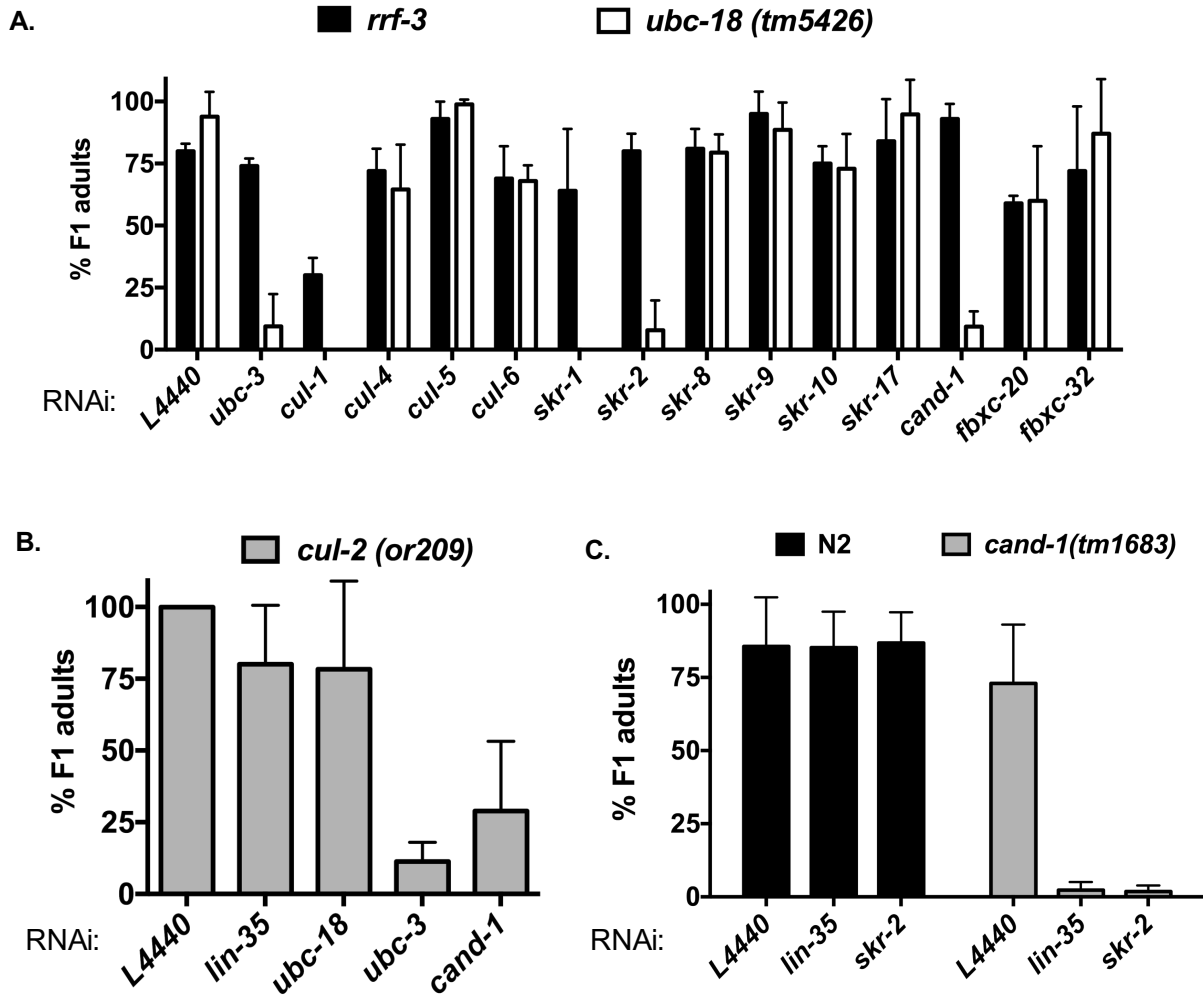 A.
rrf-3
ubc-18 (tm5426)
100
75
50
25
0
% F1 adults
RNAi:
L4440
ubc-3
cul-1
cul-4
cul-5
cul-6
skr-1
skr-2
skr-8
skr-9
skr-10
skr-17
cand-1
fbxc-20
fbxc-32
B.
cul-2 (or209)
100
75
50
25
0
% F1 adults
RNAi:
L4440
lin-35
ubc-18
ubc-3
cand-1
C.
N2
cand-1(tm1683)
100
75
50
25
0
% F1 adults
RNAi:
L4440
lin-35
skr-2
L4440
lin-35
skr-2